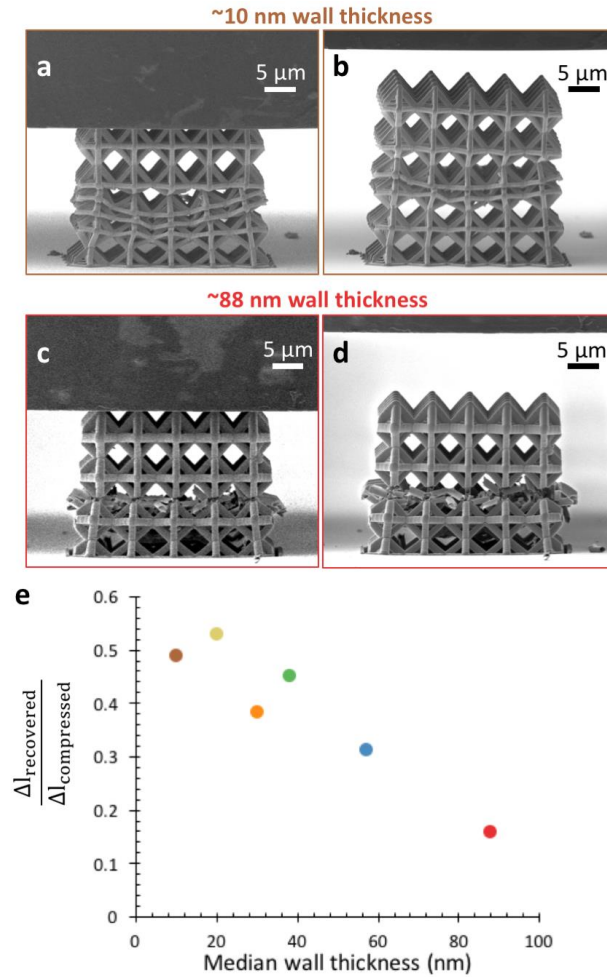 ~10 nm wall thickness
a
5 µm
b
5 µm
~88 nm wall thickness
c
5 µm
d
5 µm
e
0.6
0.5
0.4
0.3
0.2
0.1
0
Δlrecovered
Δlcompressed
0 20 40 60 80 100
Median wall thickness (nm)